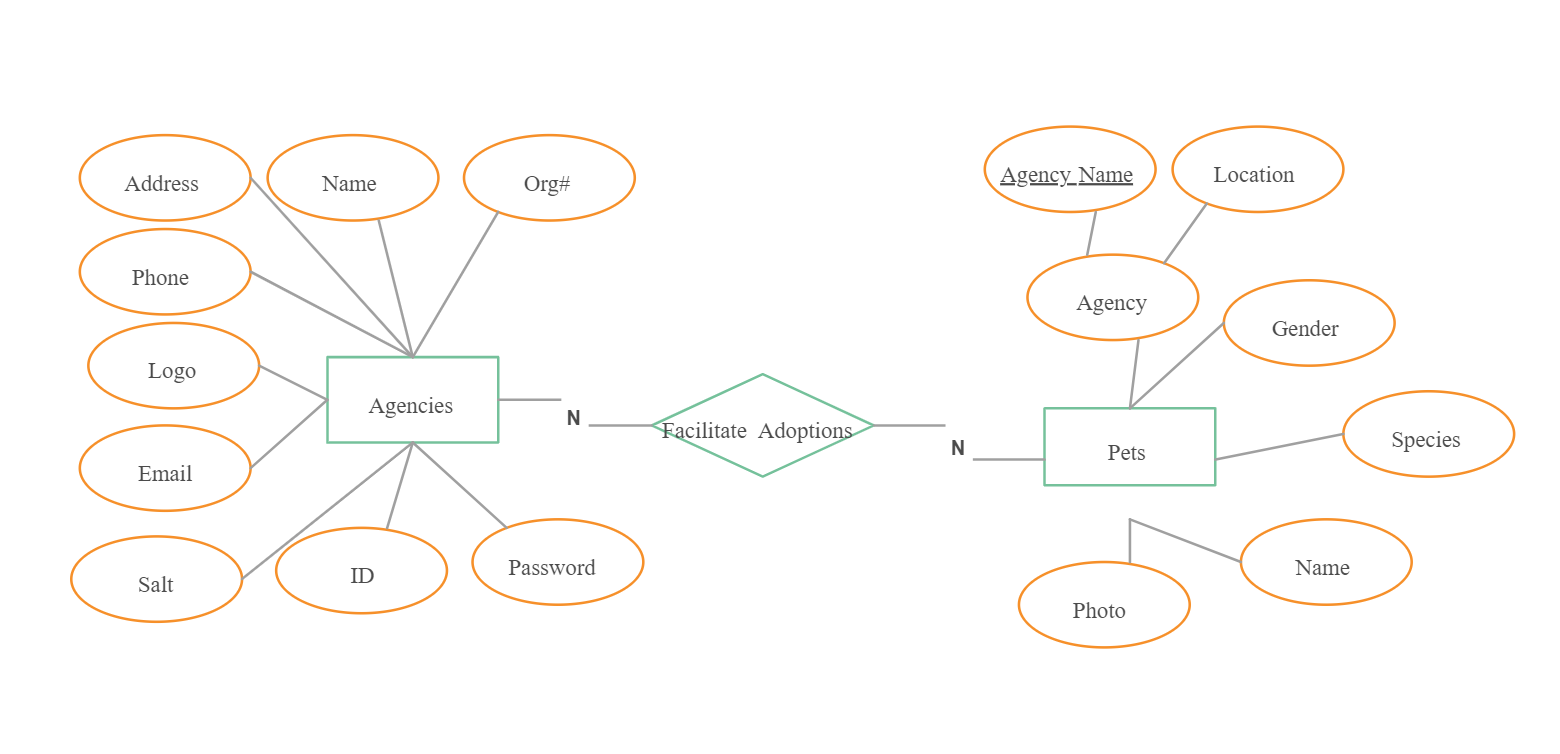 Address
Name
Org#
Phone
Logo
Email
Agencies
Salt
ID
Password
N
Facilitate Adoptions
N
Agency Name
Location
Agency
Gender
Pets
Species
Photo
Name